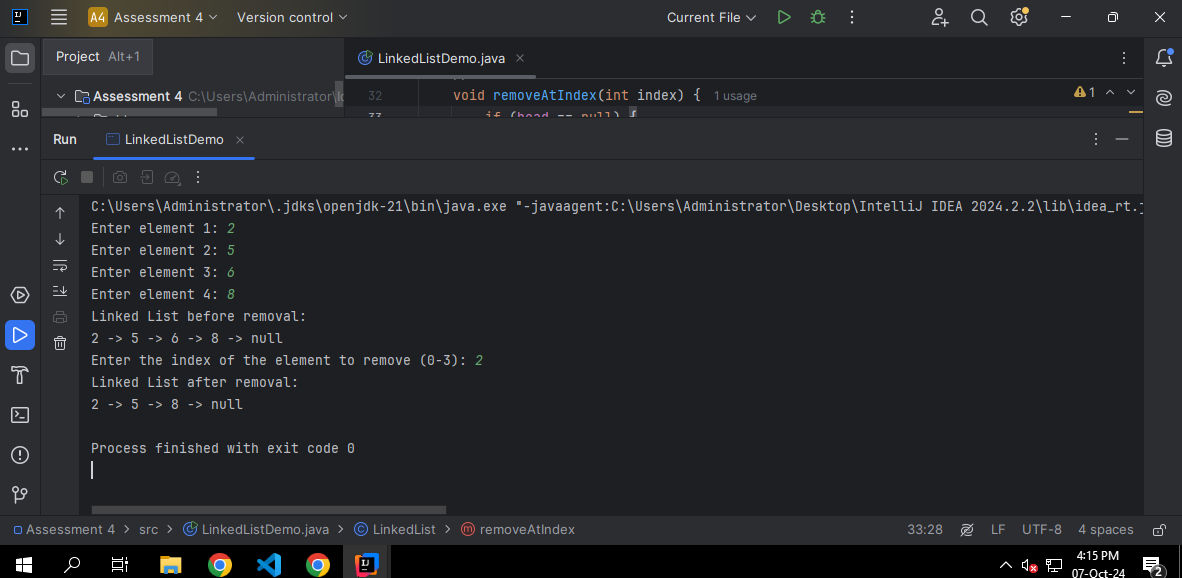 A4 Assessment 4 Version control Current File
Project Alt+1
LinkedListDemo.java
Assessment 4 C:\Users\Administrator\
32 void removeAtIndex(int index) { 1 usage
1
33 if (head == null) {
Run LinkedListDemo
C:\Users\Administrator\.jdks\openjdk-21\bin\java.exe "-javaagent:C:\Users\Administrator\Desktop\IntelliJ IDEA 2024.2.2\lib\idea_rt.j
Enter element 1: 2
Enter element 2: 5
Enter element 3: 6
Enter element 4: 8
Linked List before removal:
2 -> 5 -> 6 -> 8 -> null
Enter the index of the element to remove (0-3): 2
Linked List after removal:
2 -> 5 -> 8 -> null
Process finished with exit code 0
Assessment 4 > src > LinkedListDemo.java > LinkedList > removeAtIndex 33:28 LF UTF-8 4 spaces
4:15 PM
07-Oct-24
2